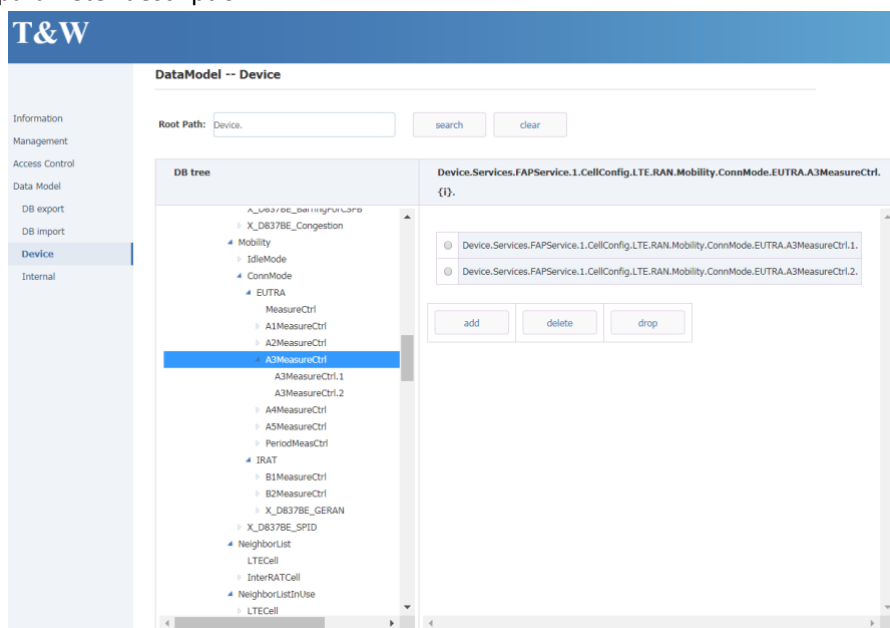 T&W
DataModel -- Device
Information
Management
Access Control
Data Model
DB export
DB import
Device
Internal
Root Path: Device. search clear
DB tree
X_D837BE_BarringForCSFB
X_D837BE_Congestion
Mobility
IdleMode
ConnMode
EUTRA
MeasureCtrl
A1MeasureCtrl
A2MeasureCtrl
A3MeasureCtrl
A3MeasureCtrl.1
A3MeasureCtrl.2
A4MeasureCtrl
A5MeasureCtrl
PeriodMeasCtrl
IRAT
B1MeasureCtrl
B2MeasureCtrl
X_D837BE_GERAN
X_D837BE_SPID
NeighborList
LTECell
InterRATCell
NeighborListInUse
LTECell
Device.Services.FAPService.1.CellConfig.LTE.RAN.Mobility.ConnMode.EUTRA.A3MeasureCtrl.
{i}.
Device.Services.FAPService.1.CellConfig.LTE.RAN.Mobility.ConnMode.EUTRA.A3MeasureCtrl.1.
Device.Services.FAPService.1.CellConfig.LTE.RAN.Mobility.ConnMode.EUTRA.A3MeasureCtrl.2.
add delete drop